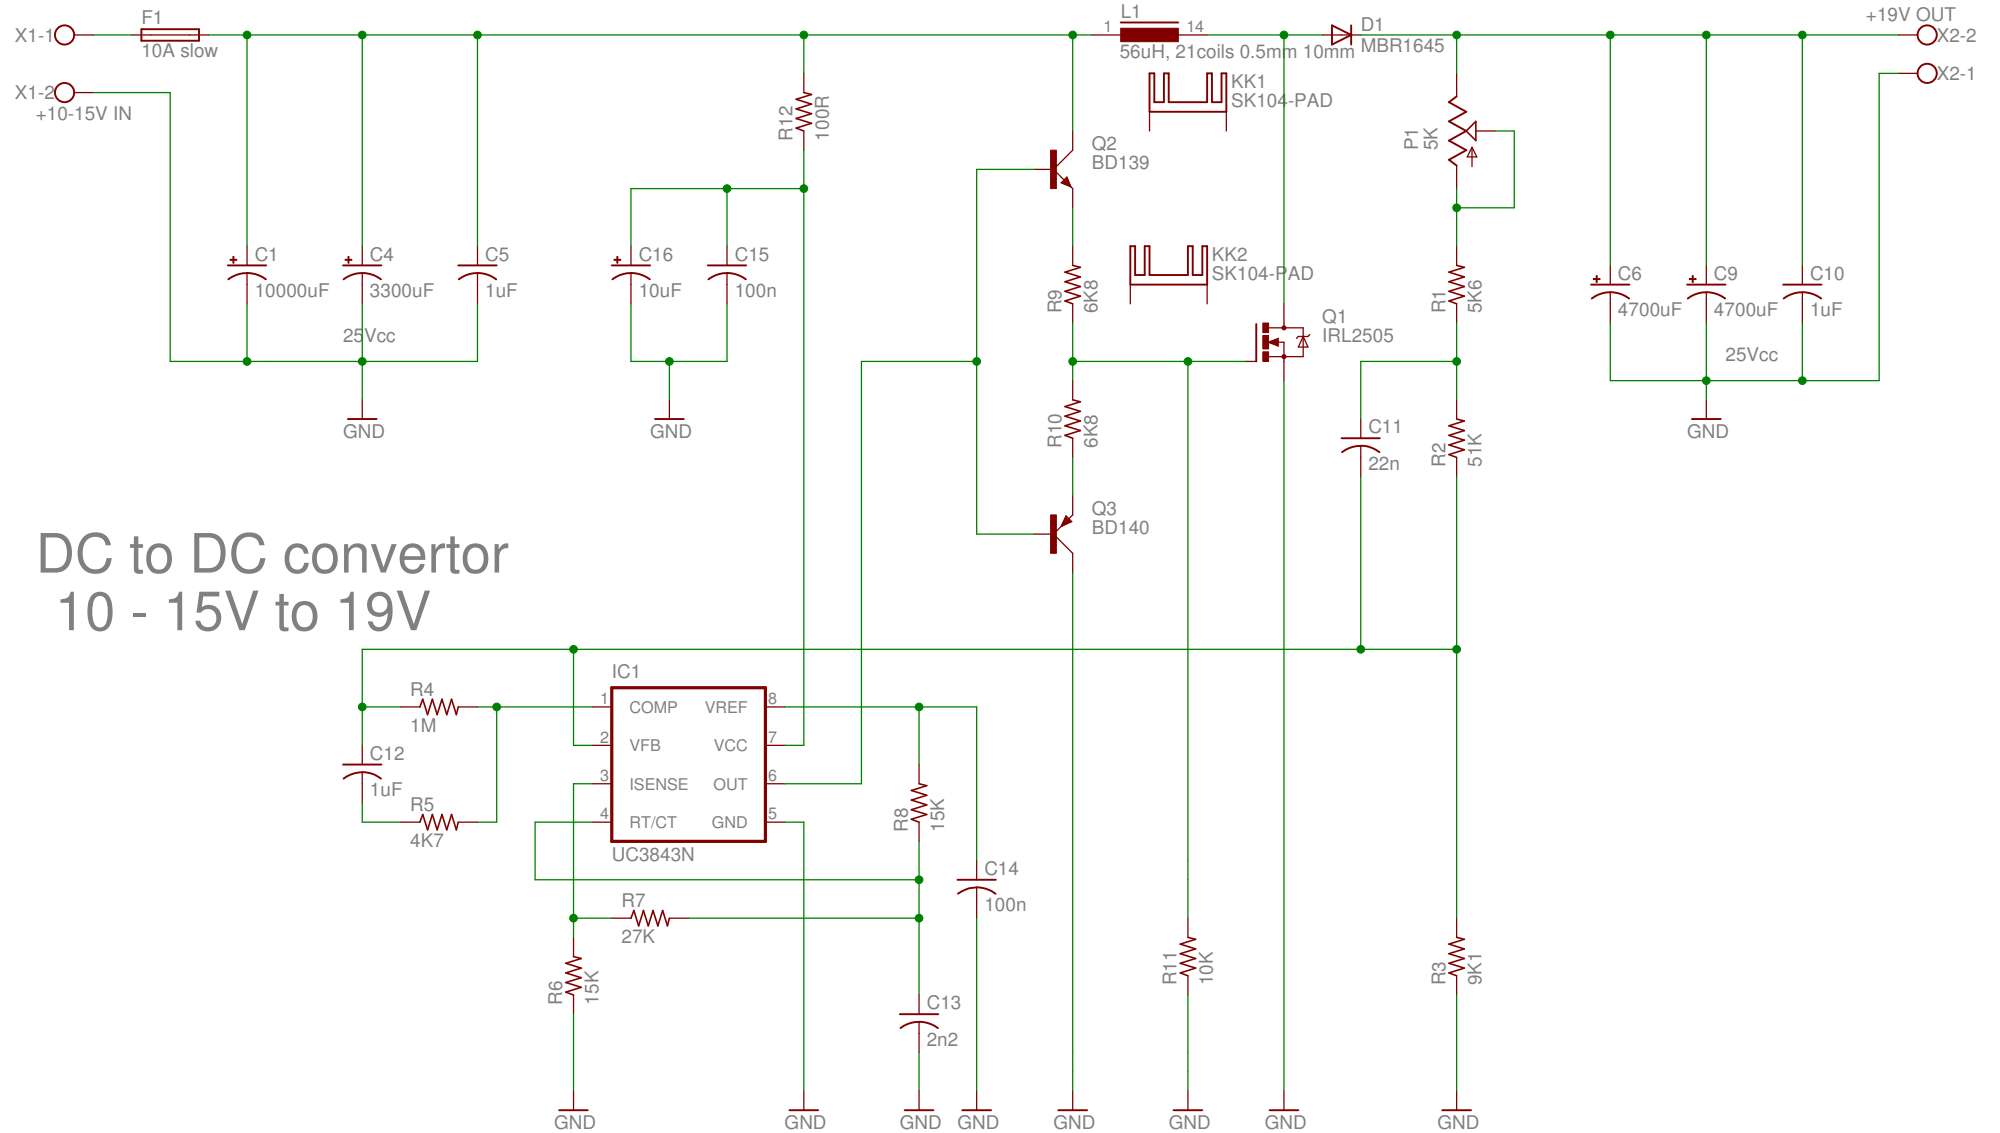 F1
X1-1
10A slow
X1-2
+10-15V IN
C1
10000uF
C4
3300uF
25Vcc
C5
1uF
GND
R12
100R
C16
10uF
C15
100n
GND
L1
1
14
56uH, 21coils 0.5mm 10mm
D1
MBR1645
KK1
SK104-PAD
Q2
BD139
KK2
SK104-PAD
R9
6K8
R10
6K8
Q1
IRL2505
Q3
BD140
P1
5K
R1
5K6
C11
22n
R2
51K
+19V OUT
X2-2
X2-1
C6
4700uF
C9
4700uF
C10
1uF
25Vcc
GND
DC to DC convertor
10 - 15V to 19V
R4
1M
C12
1uF
R5
4K7
IC1
1
COMP
VREF
8
2
VFB
VCC
7
3
ISENSE
OUT
6
4
RT/CT
GND
5
UC3843N
R8
15K
C14
100n
R7
27K
R6
15K
C13
2n2
R11
10K
R3
9K1
GND
GND
GND
GND
GND
GND
GND
GND